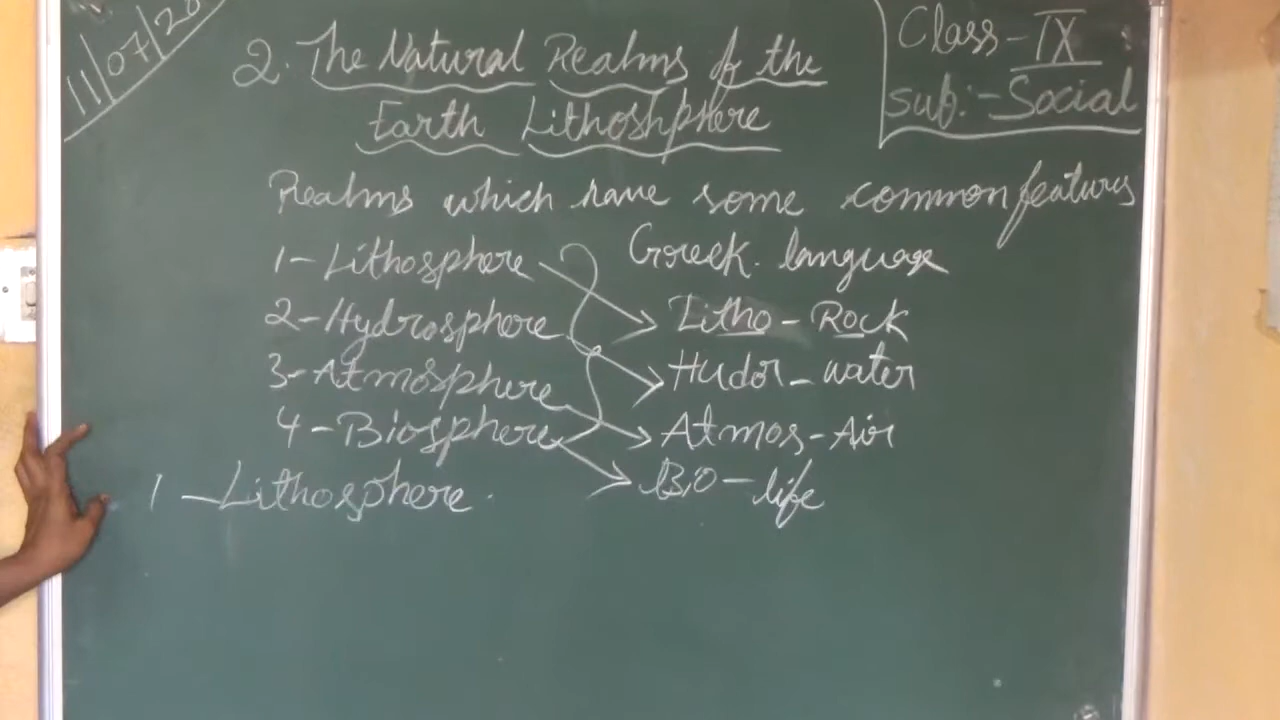 11/07/20
Class - IX
Sub:- Social
2. The Natural Realms of the
Earth Lithoshphere
Realms which have some common features
1 - Lithosphere
Greek. language
2 - Hydrosphere
Litho - Rock
3 - Atmosphere
Hudor - water
4 - Biosphere
Atmos - Air
1 - Lithosphere.
Bio - life